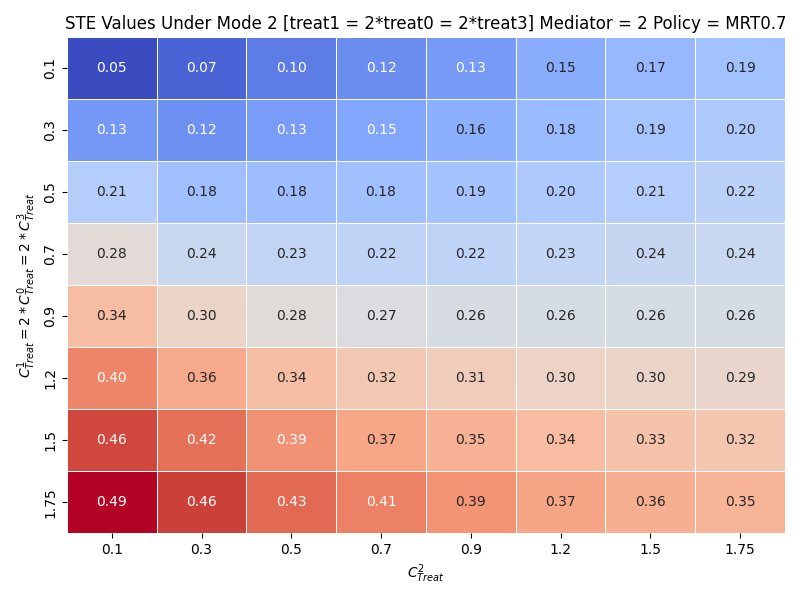 STE Values Under Mode 2 [treat1 = 2*treat0 = 2*treat3] Mediator = 2 Policy = MRT0.7
C^1_Treat = 2 * C^0_Treat = 2 * C^3_Treat
0.1 0.05 0.07 0.10 0.12 0.13 0.15 0.17 0.19
0.3 0.13 0.12 0.13 0.15 0.16 0.18 0.19 0.20
0.5 0.21 0.18 0.18 0.18 0.19 0.20 0.21 0.22
0.7 0.28 0.24 0.23 0.22 0.22 0.23 0.24 0.24
0.9 0.34 0.30 0.28 0.27 0.26 0.26 0.26 0.26
1.2 0.40 0.36 0.34 0.32 0.31 0.30 0.30 0.29
1.5 0.46 0.42 0.39 0.37 0.35 0.34 0.33 0.32
1.75 0.49 0.46 0.43 0.41 0.39 0.37 0.36 0.35
0.1 0.3 0.5 0.7 0.9 1.2 1.5 1.75
C^2_Treat